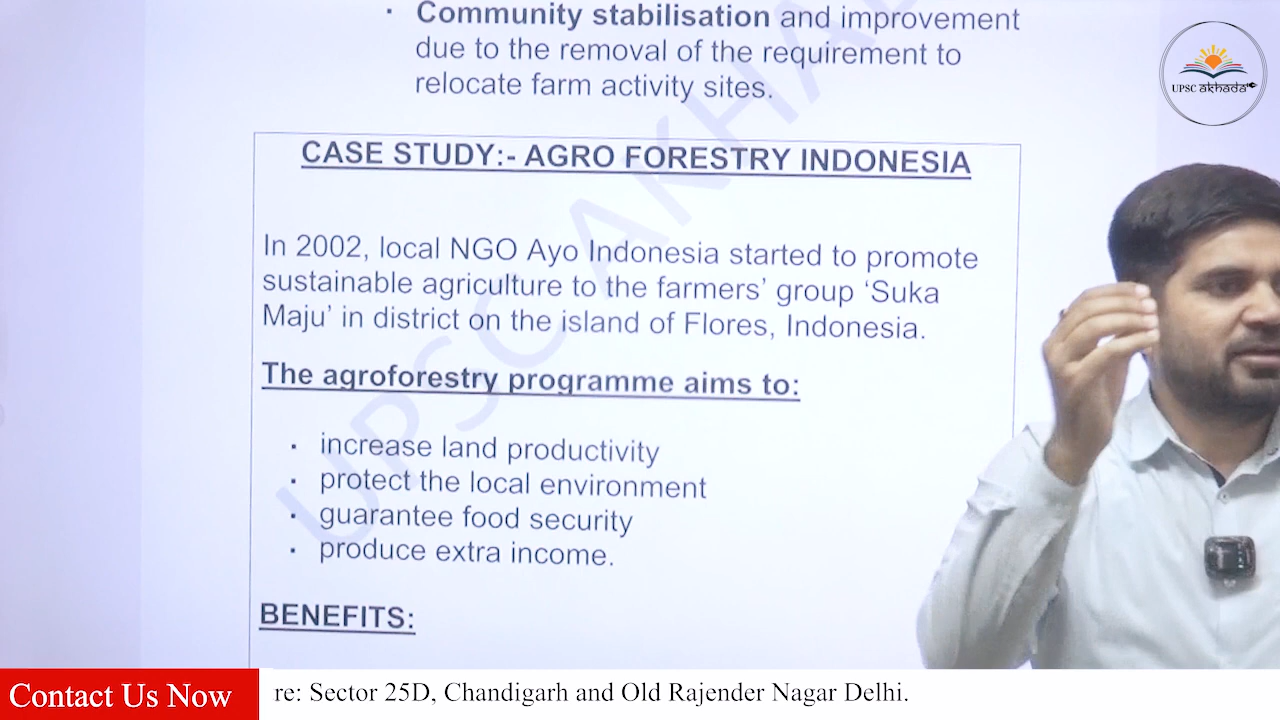 · Community stabilisation and improvement
due to the removal of the requirement to
relocate farm activity sites.
UPSC akhada
CASE STUDY:- AGRO FORESTRY INDONESIA
In 2002, local NGO Ayo Indonesia started to promote
sustainable agriculture to the farmers’ group ‘Suka
Maju’ in district on the island of Flores, Indonesia.
The agroforestry programme aims to:
· increase land productivity
· protect the local environment
· guarantee food security
· produce extra income.
BENEFITS:
UPSC AKHAD
Contact Us Now
re: Sector 25D, Chandigarh and Old Rajender Nagar Delhi.